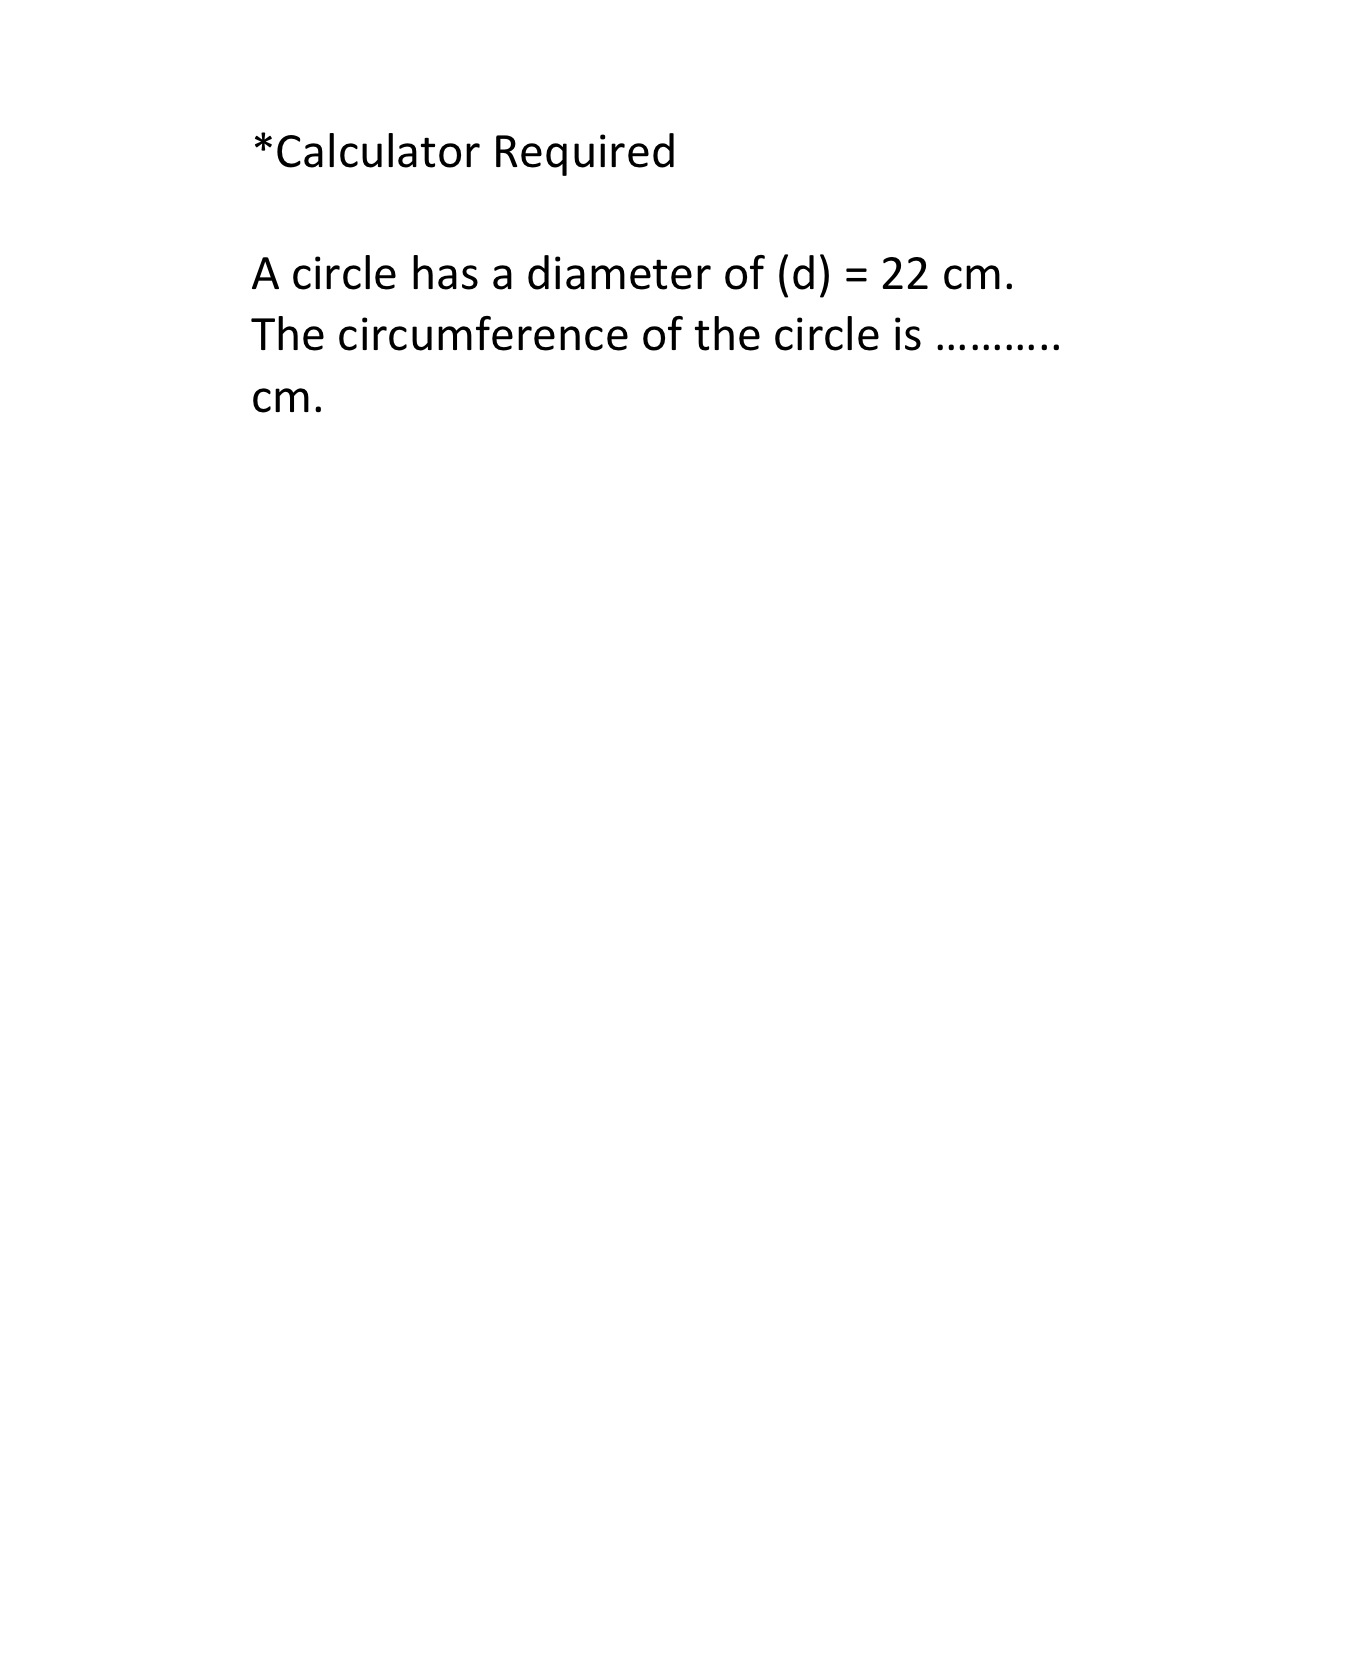 *Calculator Required
A circle has a diameter of (d) = 22 cm.
The circumference of the circle is ………..
cm.